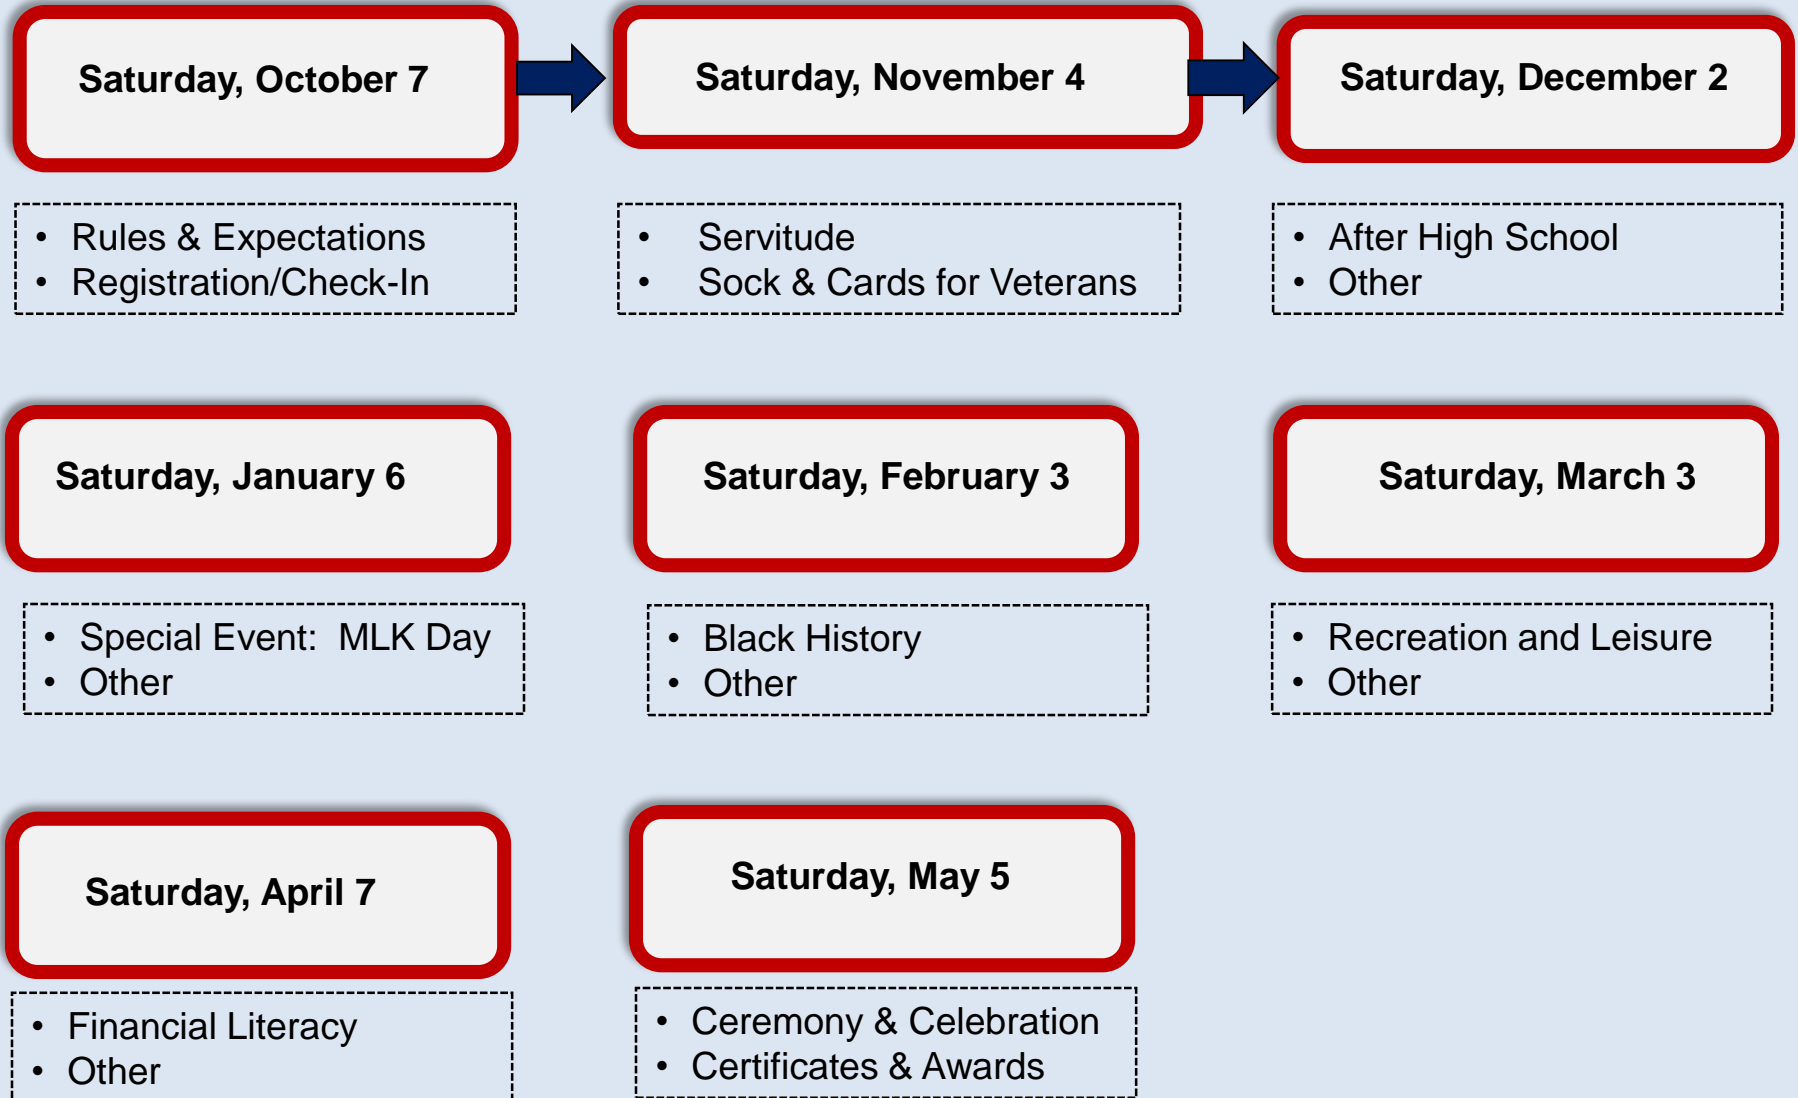 Saturday, October 7
Saturday, November 4
Saturday, December 2
• Rules & Expectations
• Registration/Check-In
• Servitude
• Sock & Cards for Veterans
• After High School
• Other
Saturday, January 6
Saturday, February 3
Saturday, March 3
• Special Event:  MLK Day
• Other
• Black History
• Other
• Recreation and Leisure
• Other
Saturday, April 7
Saturday, May 5
• Financial Literacy
• Other
• Ceremony & Celebration
• Certificates & Awards